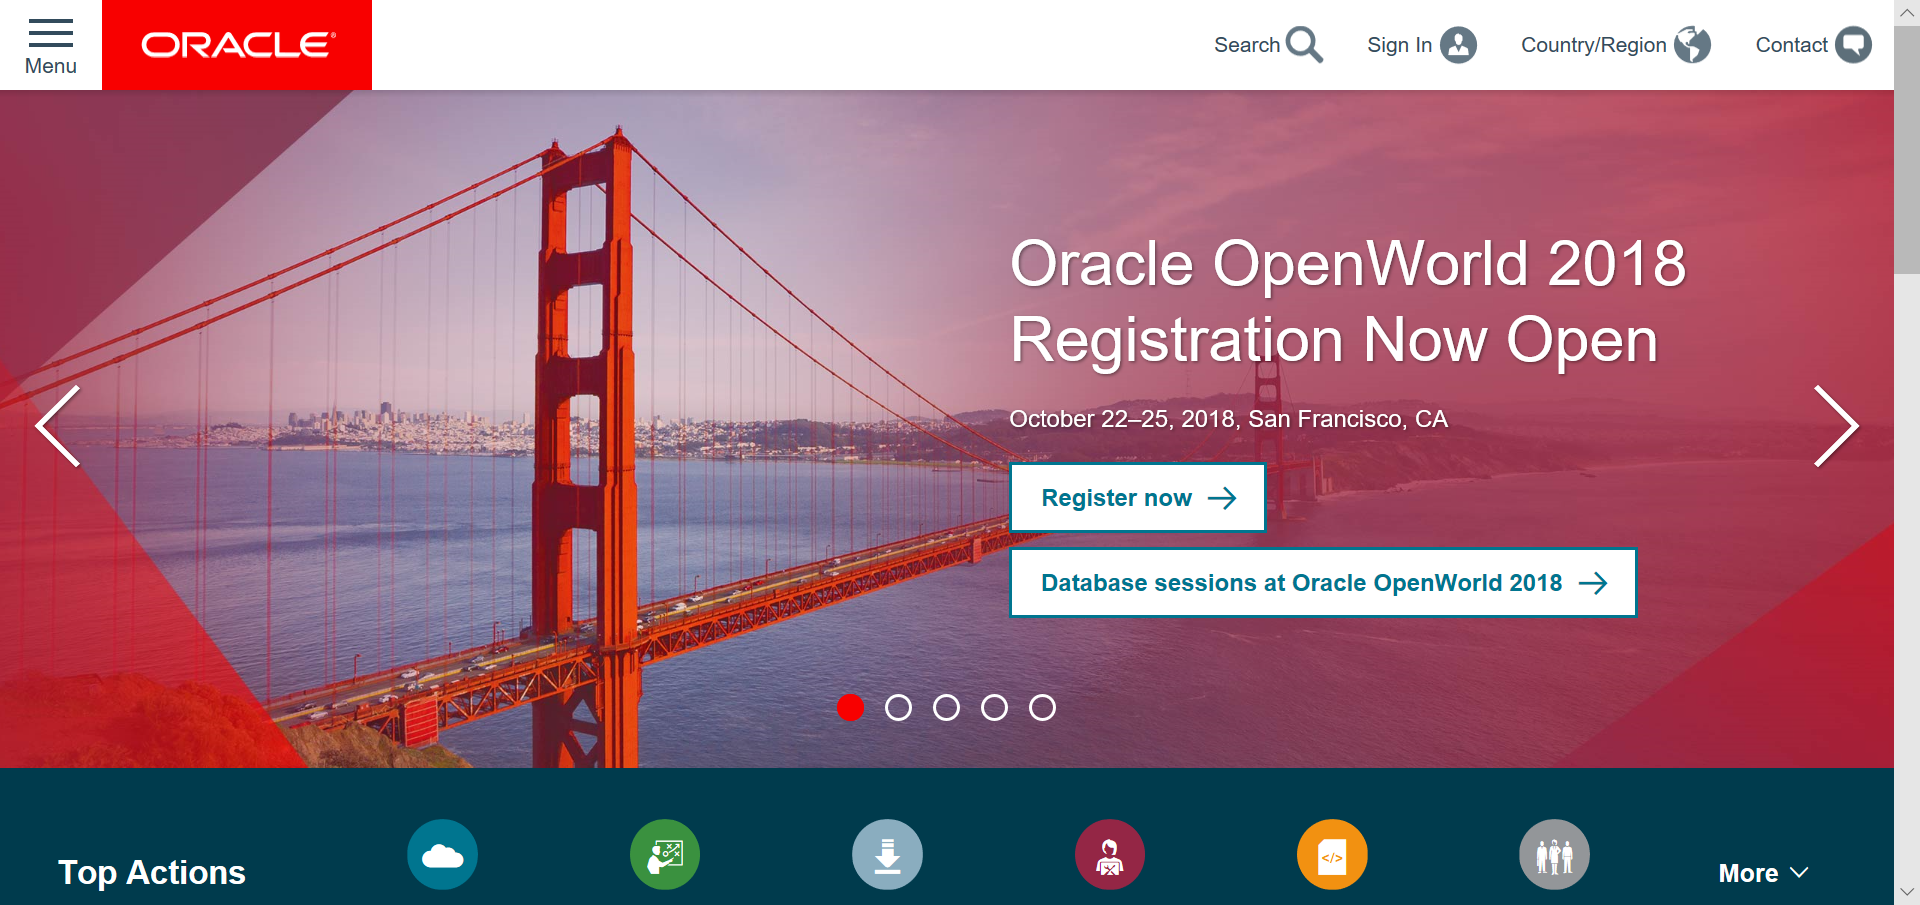 Menu
ORACLE®
Search
Sign In
Country/Region
Contact
Oracle OpenWorld 2018
Registration Now Open
October 22–25, 2018, San Francisco, CA
Register now
Database sessions at Oracle OpenWorld 2018
Top Actions
</>
More